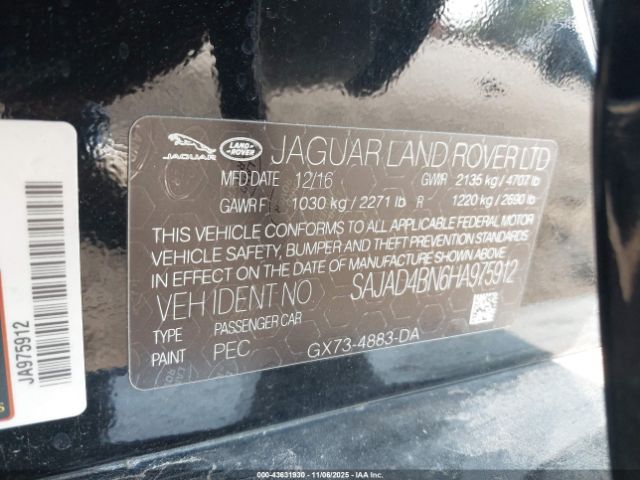 JAGUAR
LAND ROVER
JAGUAR LAND ROVER LTD
MFD DATE 12/16 GVWR 2135 kg / 4707 lb
GAWR F 1030 kg / 2271 lb R 1220 kg / 2690 lb
THIS VEHICLE CONFORMS TO ALL APPLICABLE FEDERAL MOTOR
VEHICLE SAFETY, BUMPER AND THEFT PREVENTION STANDARDS
IN EFFECT ON THE DATE OF MANUFACTURE SHOWN ABOVE
VEH IDENT NO. SAJAD4BN6HA975912
TYPE PASSENGER CAR
PAINT PEC GX73-4883-DA
JA975912
000-43631930 - 11/06/2025 - IAAI.COM